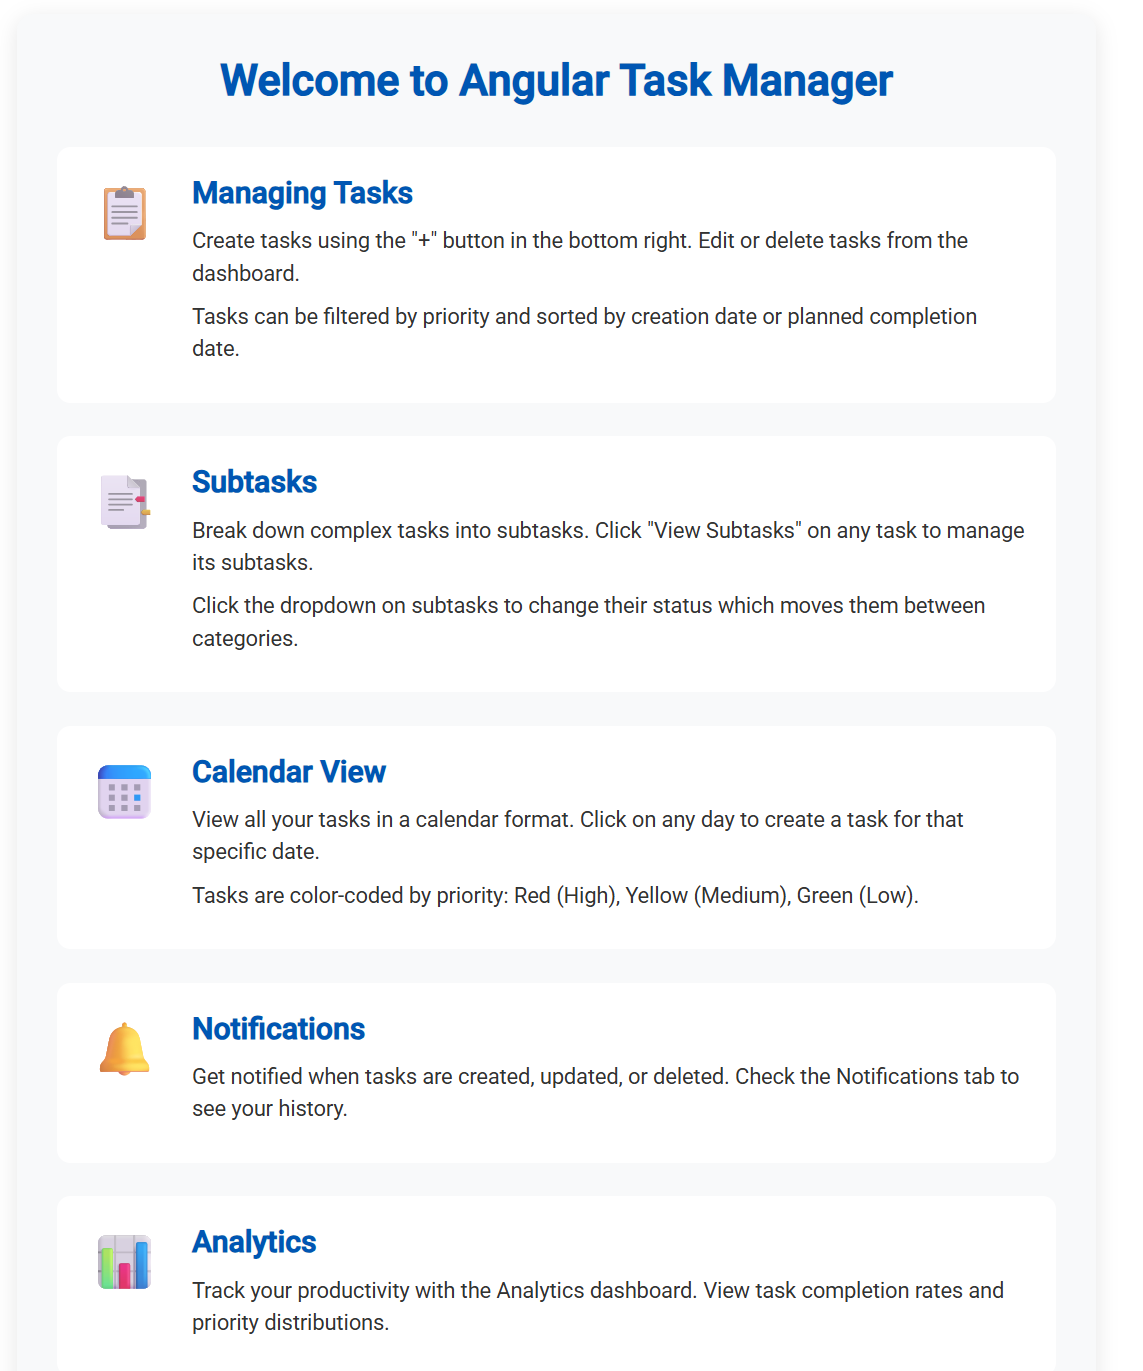 Welcome to Angular Task Manager
Managing Tasks
Create tasks using the "+" button in the bottom right. Edit or delete tasks from the
dashboard.
Tasks can be filtered by priority and sorted by creation date or planned completion
date.
Subtasks
Break down complex tasks into subtasks. Click "View Subtasks" on any task to manage
its subtasks.
Click the dropdown on subtasks to change their status which moves them between
categories.
Calendar View
View all your tasks in a calendar format. Click on any day to create a task for that
specific date.
Tasks are color-coded by priority: Red (High), Yellow (Medium), Green (Low).
Notifications
Get notified when tasks are created, updated, or deleted. Check the Notifications tab to
see your history.
Analytics
Track your productivity with the Analytics dashboard. View task completion rates and
priority distributions.